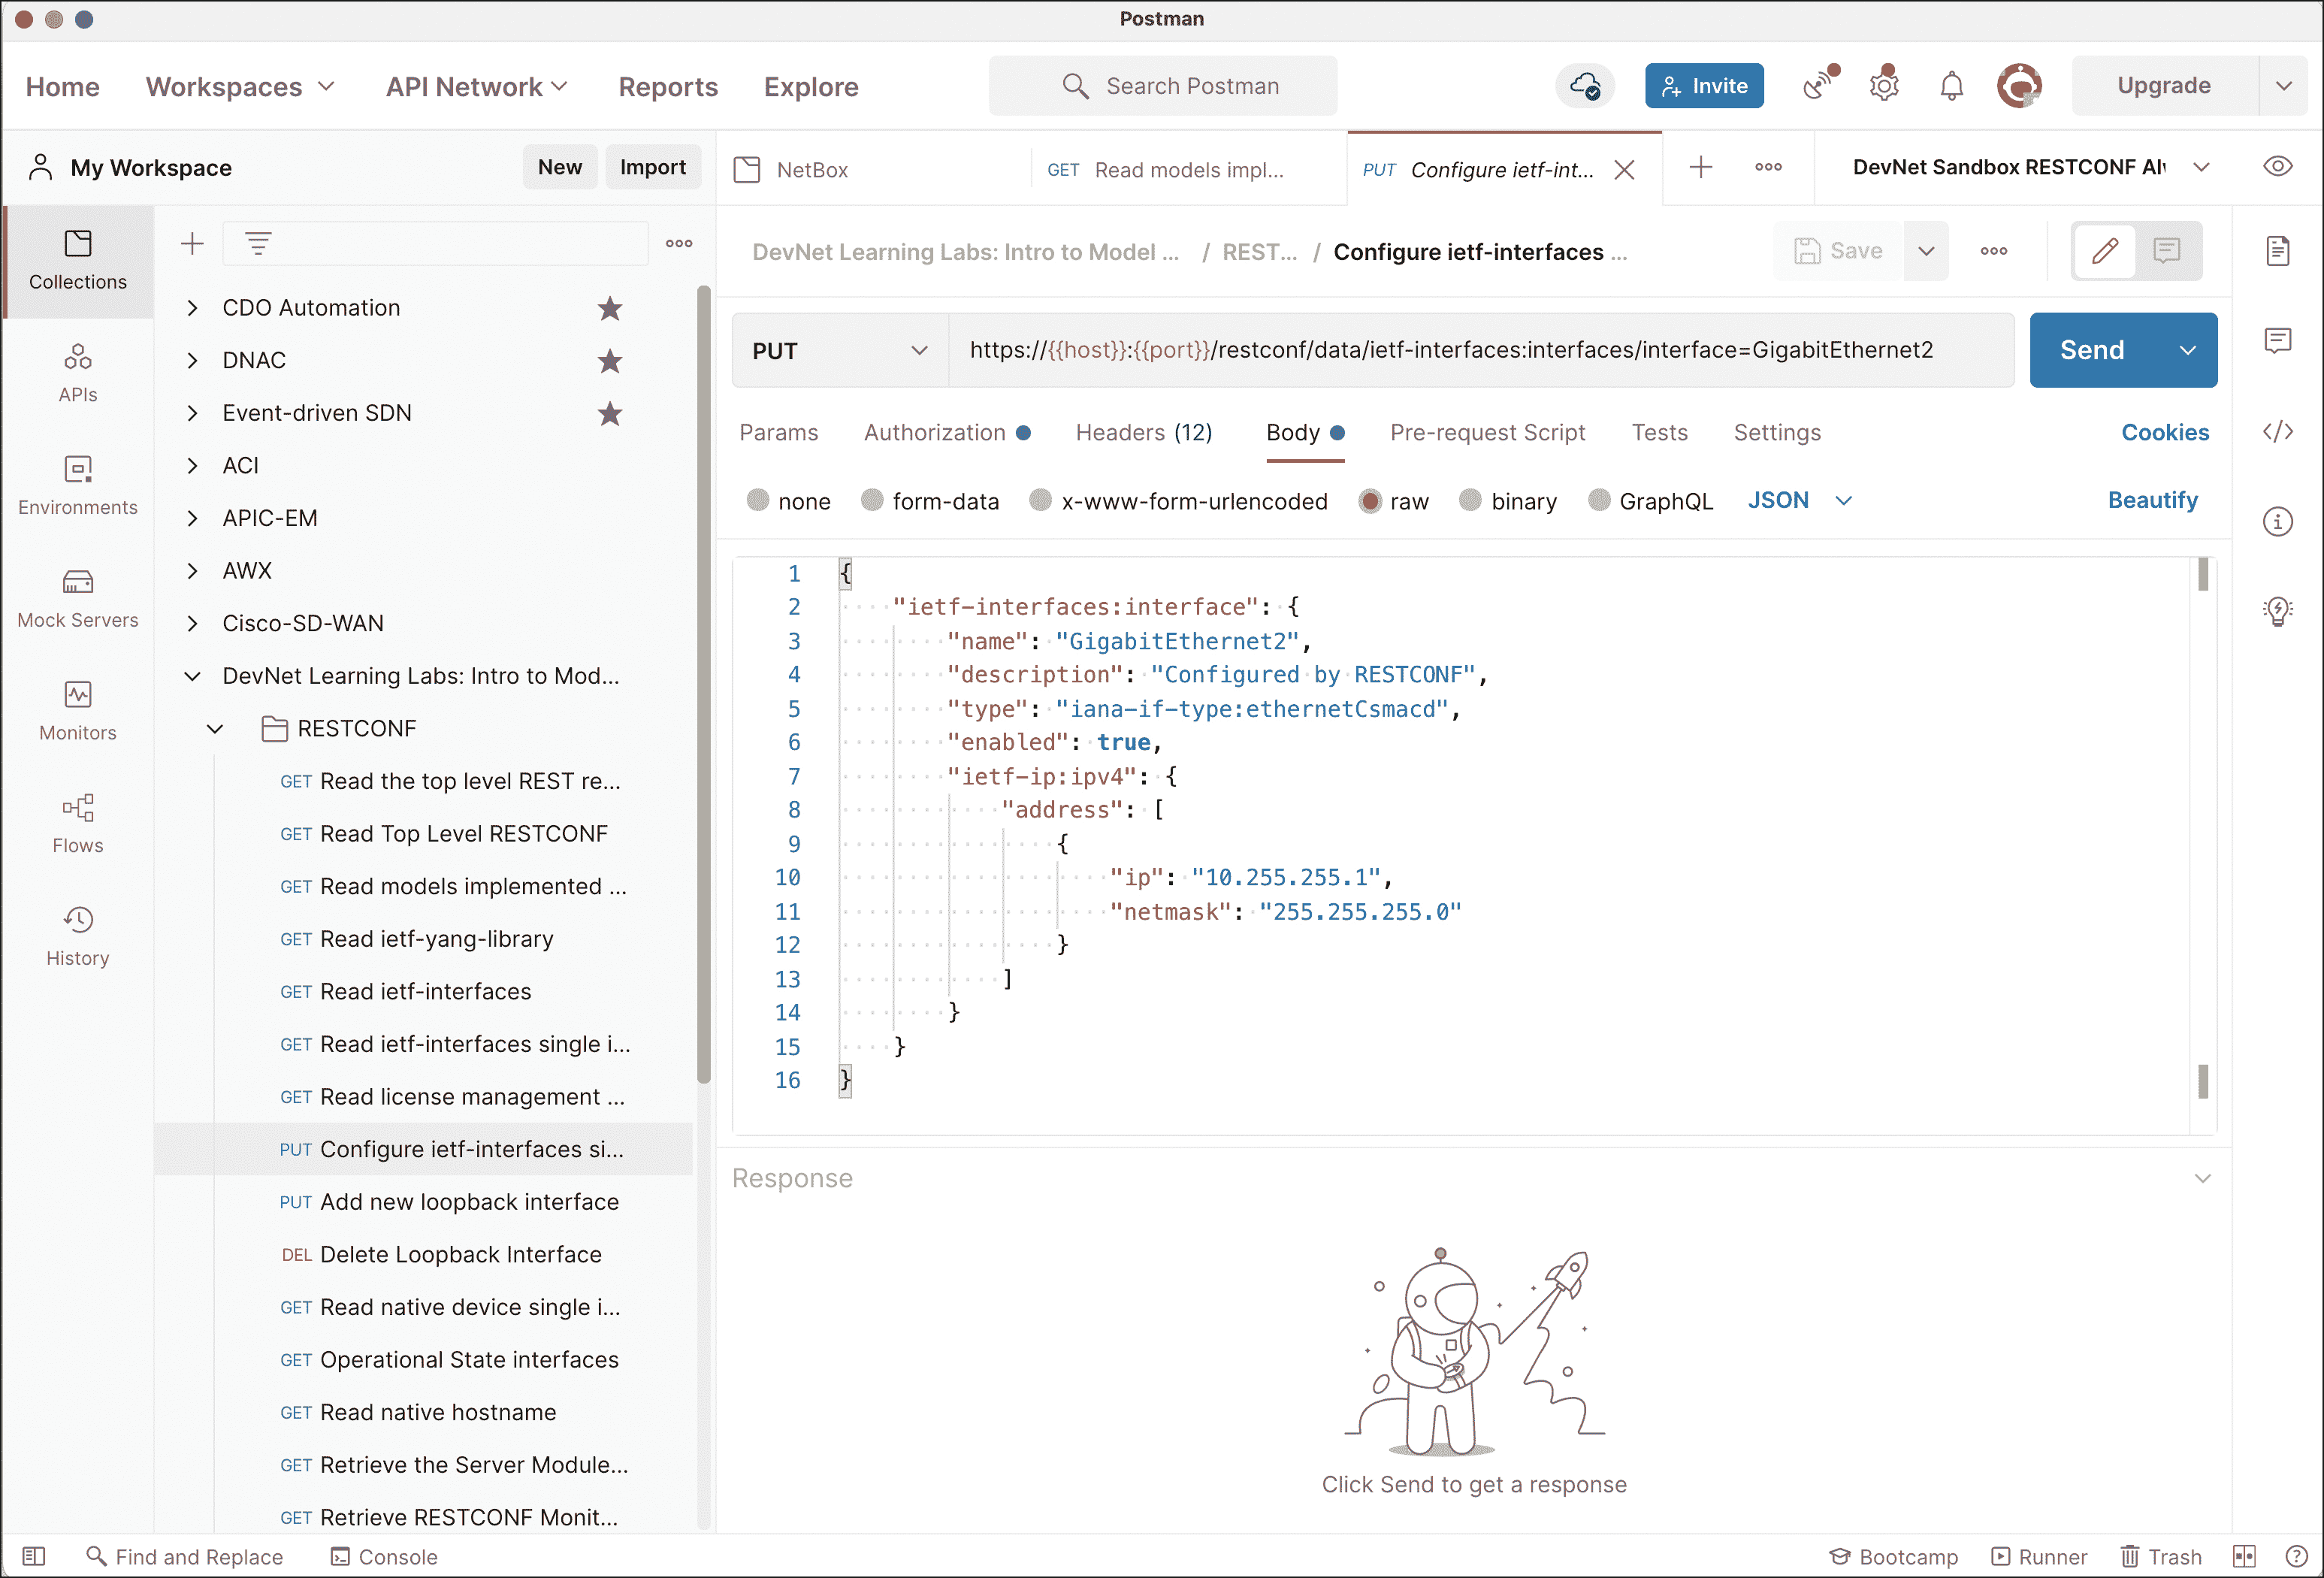 Postman
Home Workspaces API Network Reports Explore Search Postman Invite Upgrade
My Workspace New Import
NetBox GET Read models impl... PUT Configure ietf-int... DevNet Sandbox RESTCONF
Collections
APIs
Environments
Mock Servers
Monitors
Flows
History
CDO Automation
DNAC
Event-driven SDN
ACI
APIC-EM
AWX
Cisco-SD-WAN
DevNet Learning Labs: Intro to Mod...
RESTCONF
GET Read the top level REST re...
GET Read Top Level RESTCONF
GET Read models implemented ...
GET Read ietf-yang-library
GET Read ietf-interfaces
GET Read ietf-interfaces single i...
GET Read license management ...
PUT Configure ietf-interfaces si...
PUT Add new loopback interface
DEL Delete Loopback Interface
GET Read native device single i...
GET Operational State interfaces
GET Read native hostname
GET Retrieve the Server Module...
GET Retrieve RESTCONF Monit...
DevNet Learning Labs: Intro to Model ... / REST... / Configure ietf-interfaces ... Save
PUT https://{{host}}:{{port}}/restconf/data/ietf-interfaces:interfaces/interface=GigabitEthernet2 Send
Params Authorization Headers (12) Body Pre-request Script Tests Settings Cookies
none form-data x-www-form-urlencoded raw binary GraphQL JSON Beautify
1 {
2 "ietf-interfaces:interface": {
3 "name": "GigabitEthernet2",
4 "description": "Configured by RESTCONF",
5 "type": "iana-if-type:ethernetCsmacd",
6 "enabled": true,
7 "ietf-ip:ipv4": {
8 "address": [
9 {
10 "ip": "10.255.255.1",
11 "netmask": "255.255.255.0"
12 }
13 ]
14 }
15 }
16 }
Response
Click Send to get a response
Find and Replace Console Bootcamp Runner Trash